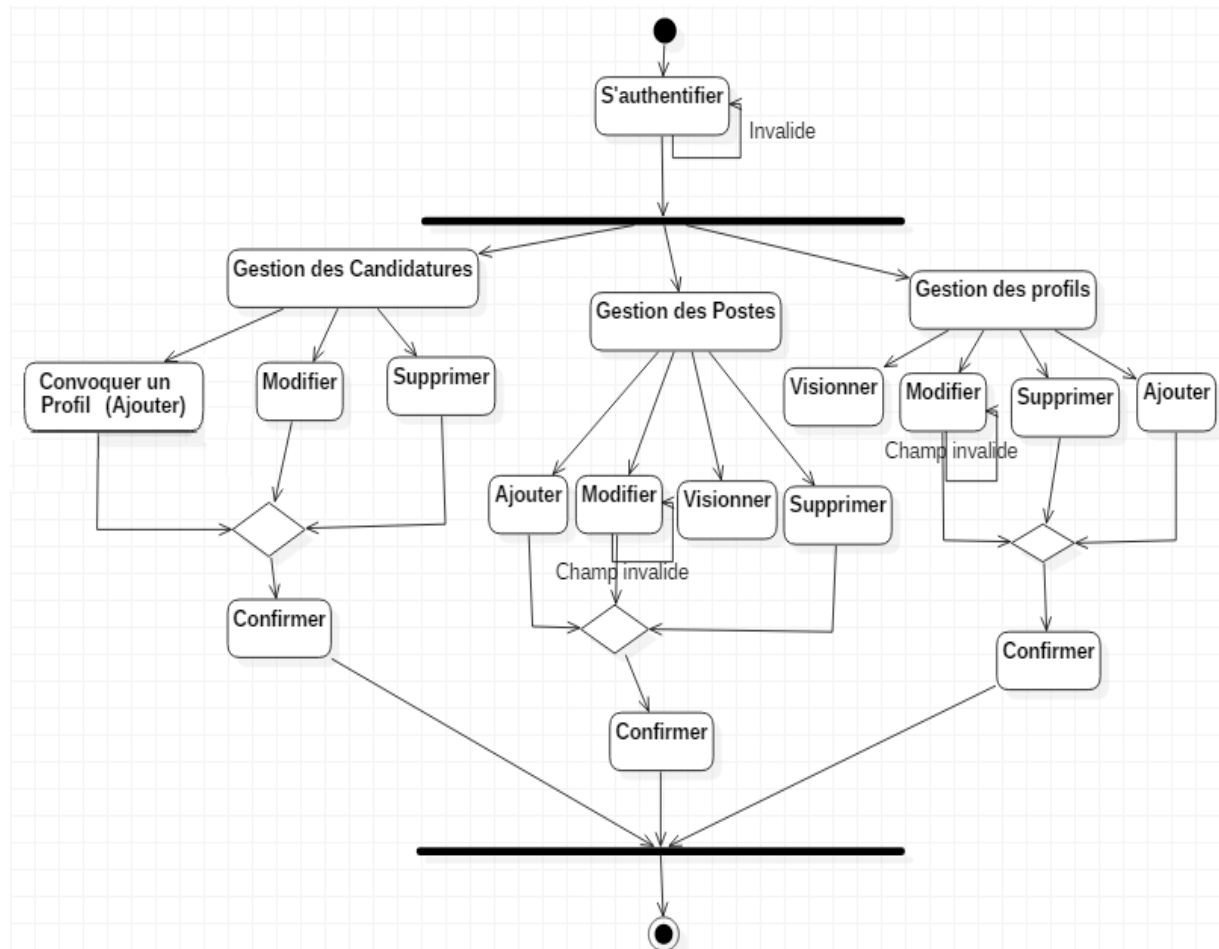 S'authentifier
Invalide
Gestion des Candidatures
Gestion des Postes
Gestion des profils
Convoquer un
Profil (Ajouter)
Modifier
Supprimer
Visionner
Modifier
Supprimer
Ajouter
Champ invalide
Ajouter
Modifier
Visionner
Supprimer
Champ invalide
Confirmer
Confirmer
Confirmer